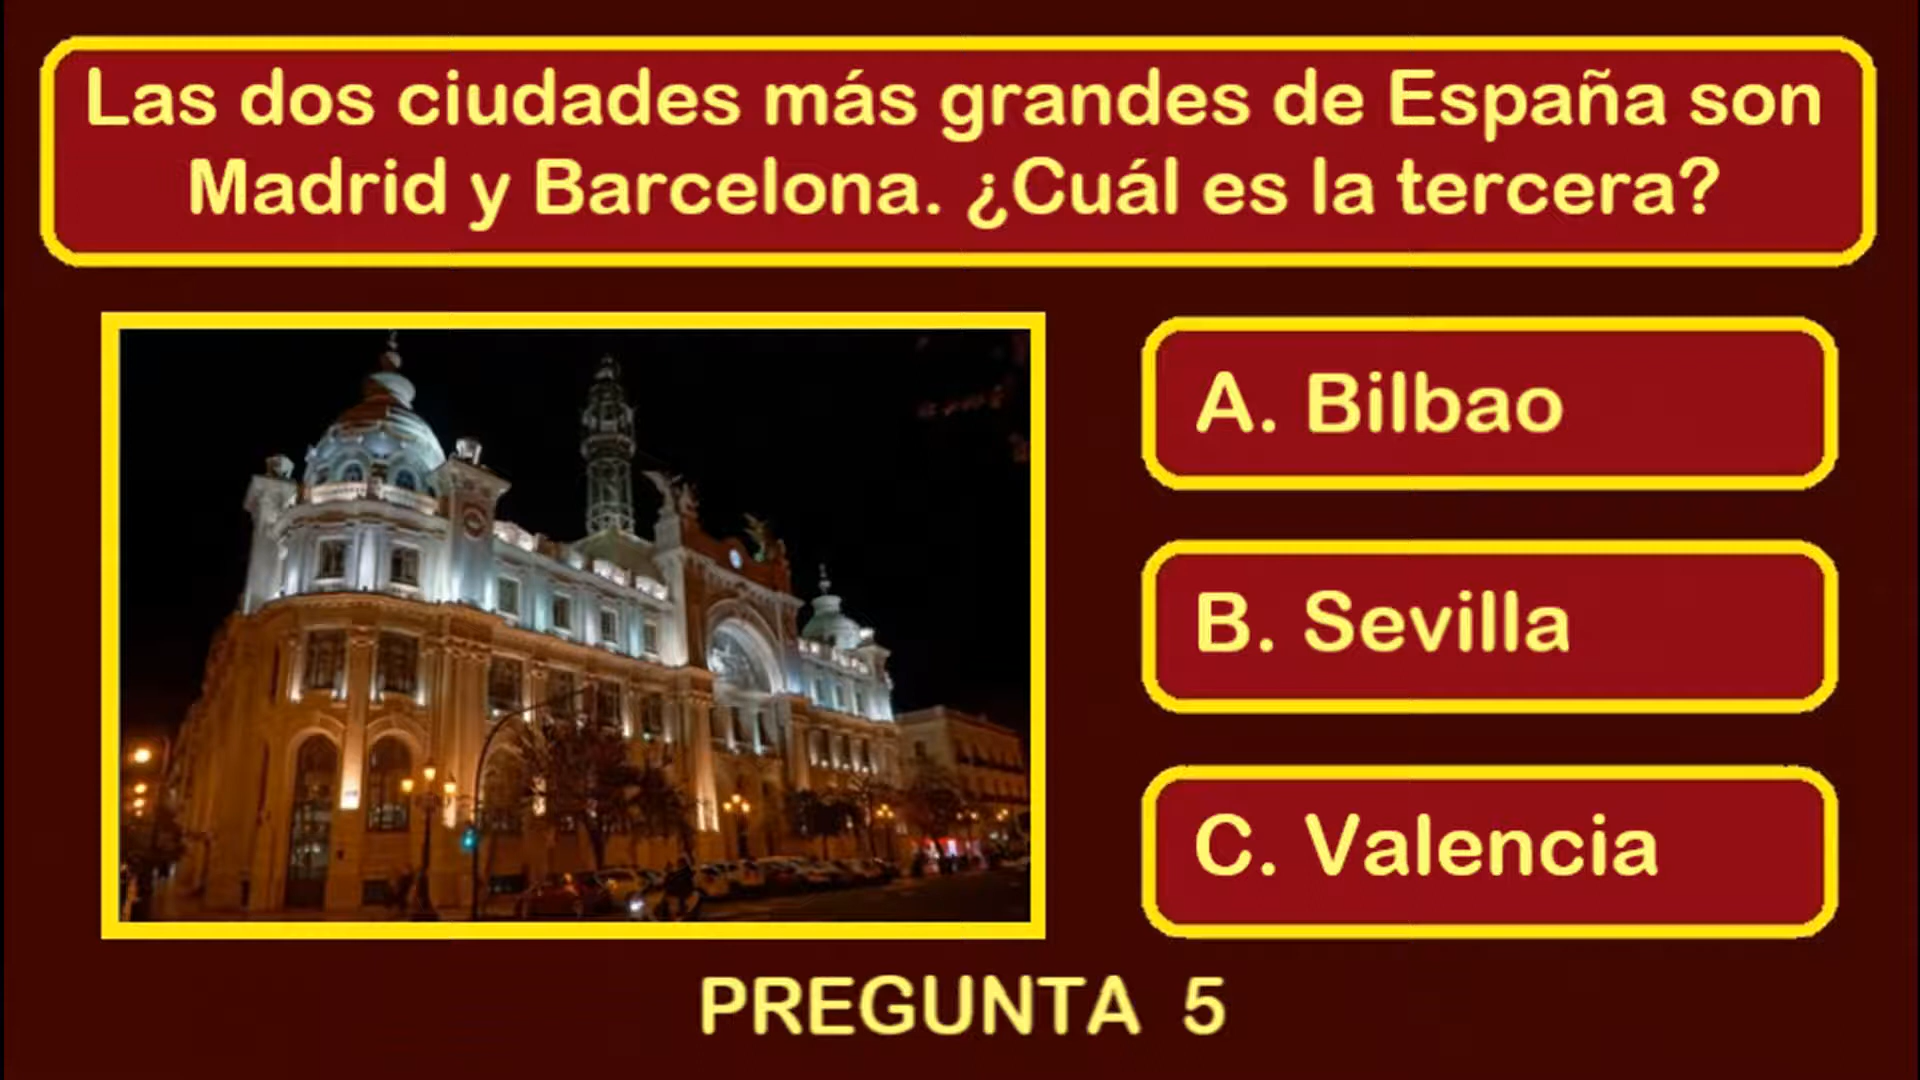 Las dos ciudades más grandes de España son
Madrid y Barcelona. ¿Cuál es la tercera?
A. Bilbao
B. Sevilla
C. Valencia
PREGUNTA 5